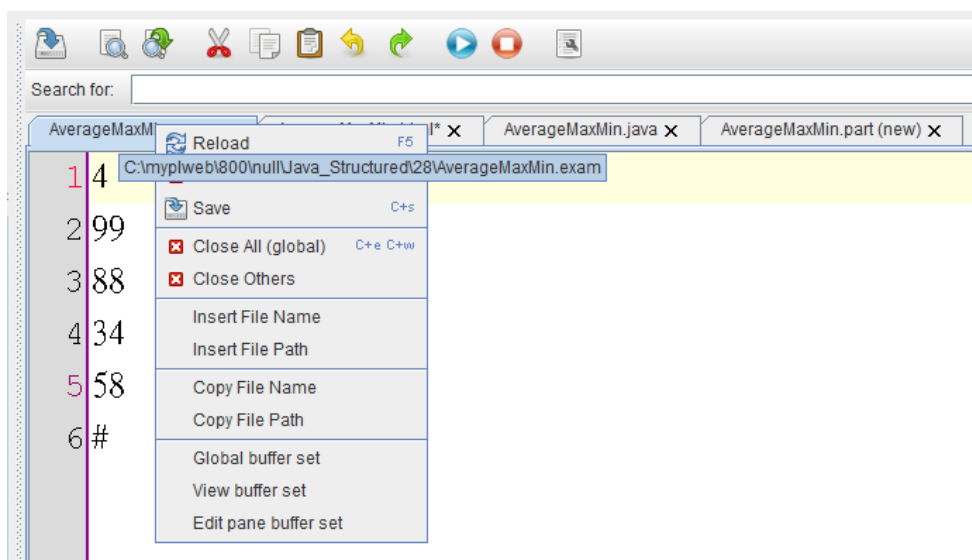 Search for:
AverageMaxMi l* AverageMaxMin.java AverageMaxMin.part (new)
Reload F5
C:\myplweb\800\null\Java_Structured\28\AverageMaxMin.exam
1 4
Save C+s
2 99
Close All (global) C+e C+w
3 88
Close Others
Insert File Name
4 34
Insert File Path
5 58
Copy File Name
Copy File Path
6 #
Global buffer set
View buffer set
Edit pane buffer set